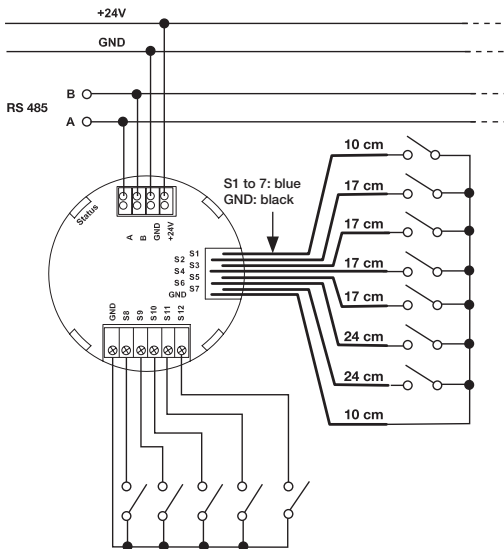 +24V
GND
B
RS 485
A
10 cm
S1 to 7: blue
GND: black
17 cm
17 cm
17 cm
17 cm
24 cm
24 cm
10 cm
Status
A
B
GND
+24V
S1
S2
S3
S4
S5
S6
S7
GND
GND
S8
S9
S10
S11
S12